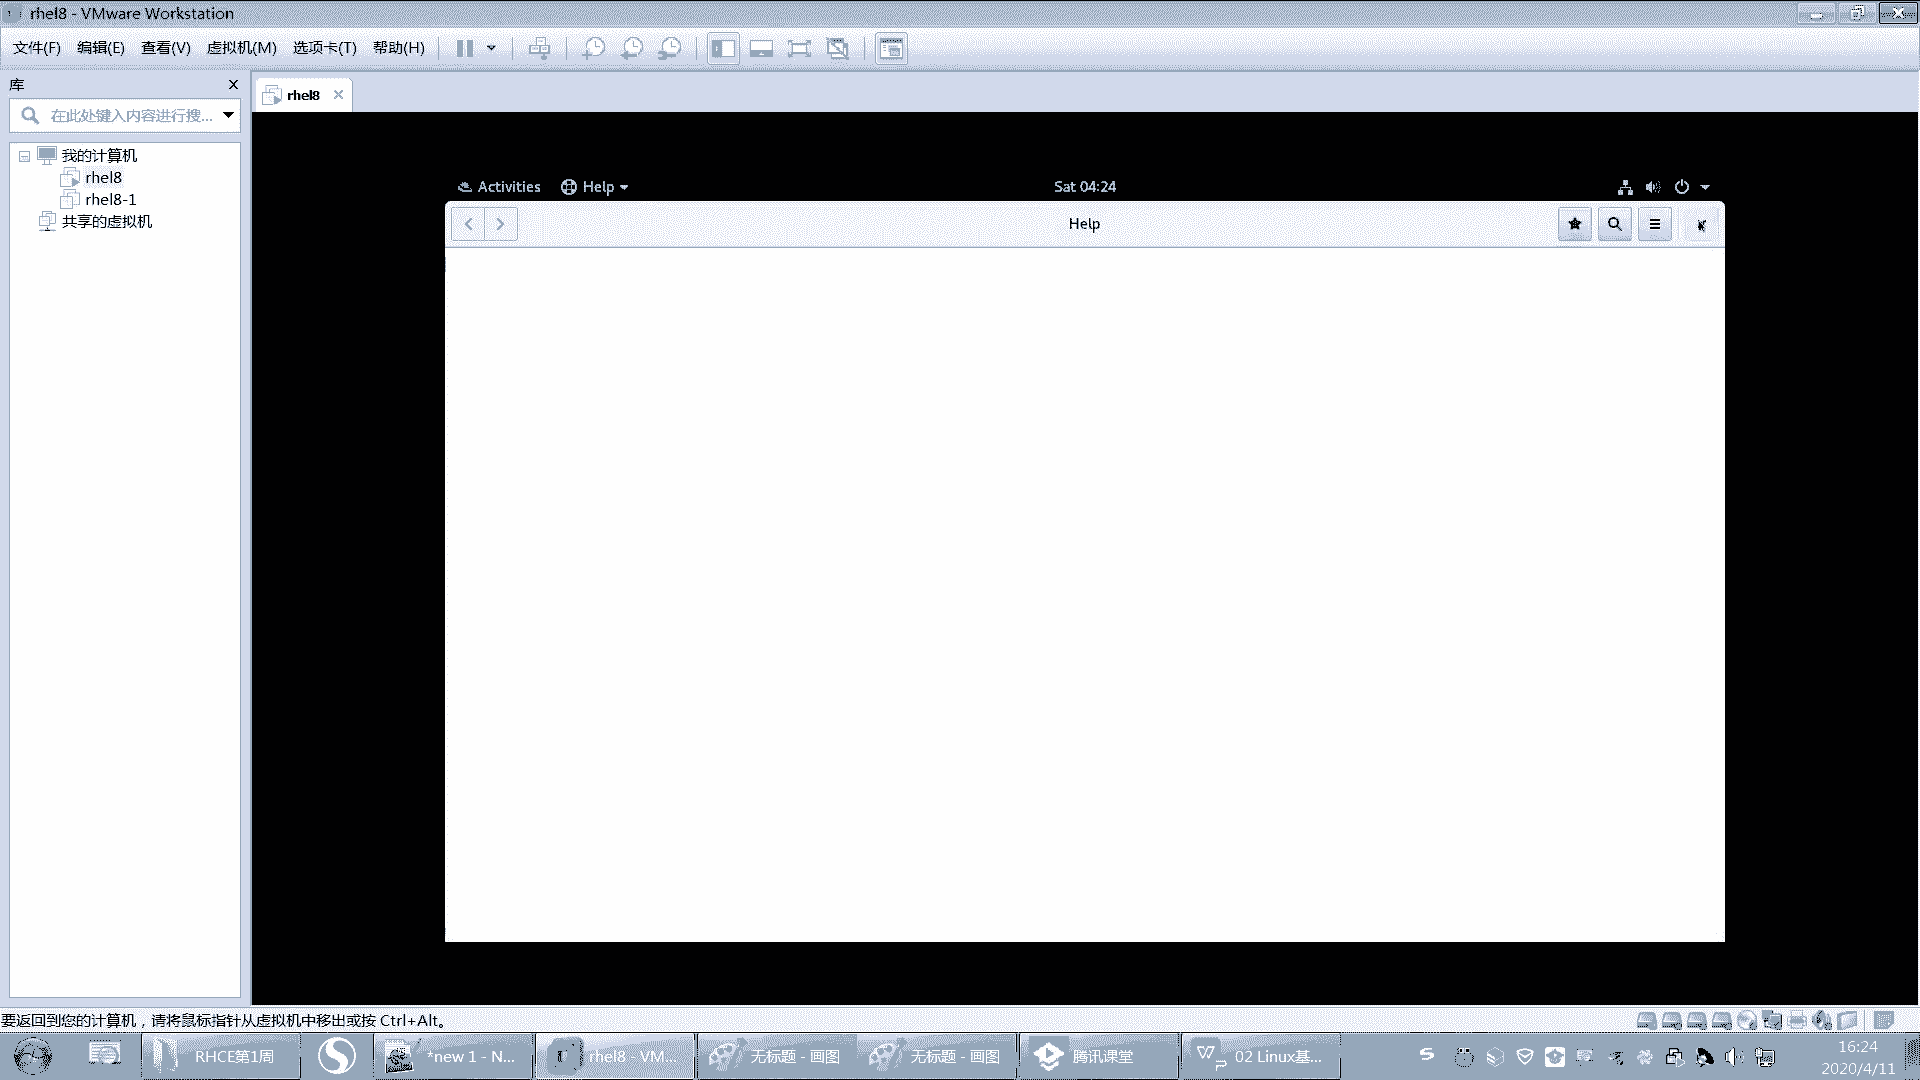 rhel8 - VMware Workstation
文件(F) 编辑(E) 查看(V) 虚拟机(M) 选项卡(T) 帮助(H)
库
rhel8
在此处键入内容进行搜...
我的计算机
rhel8
rhel8-1
共享的虚拟机
Activities Help Sat 04:24
Help
要返回到您的计算机，请将鼠标指针从虚拟机中移出或按 Ctrl+Alt。
RHCE第1周 *new 1 - N... rhel8 - VM... 无标题 - 画图 无标题 - 画图 腾讯课堂 02 Linux基...
16:24
2020/4/11